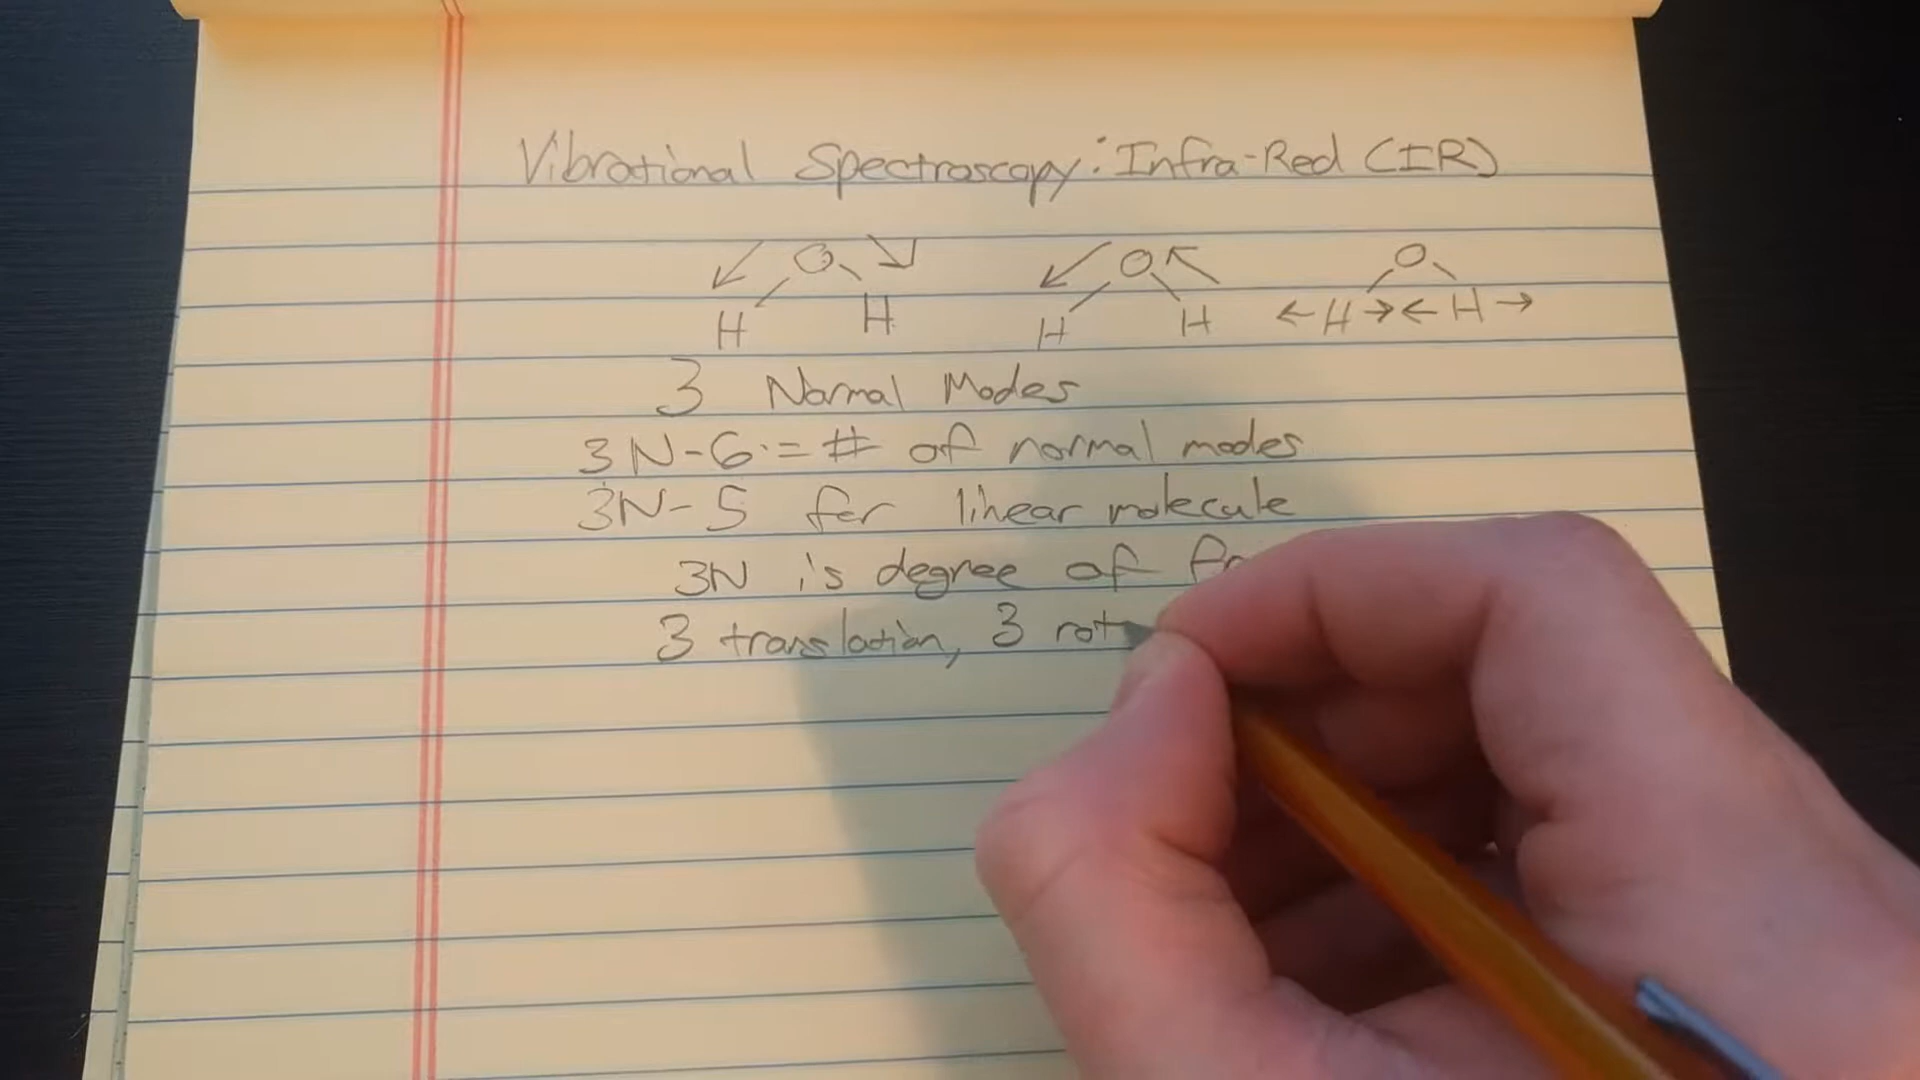 Vibrational Spectroscopy: Infra-Red (IR)
O O O
H H H H ← H → ← H →
3 Normal Modes
3N-6 = # of normal modes
3N-5 for linear molecule
3N is degree of
3 translation, 3 rot